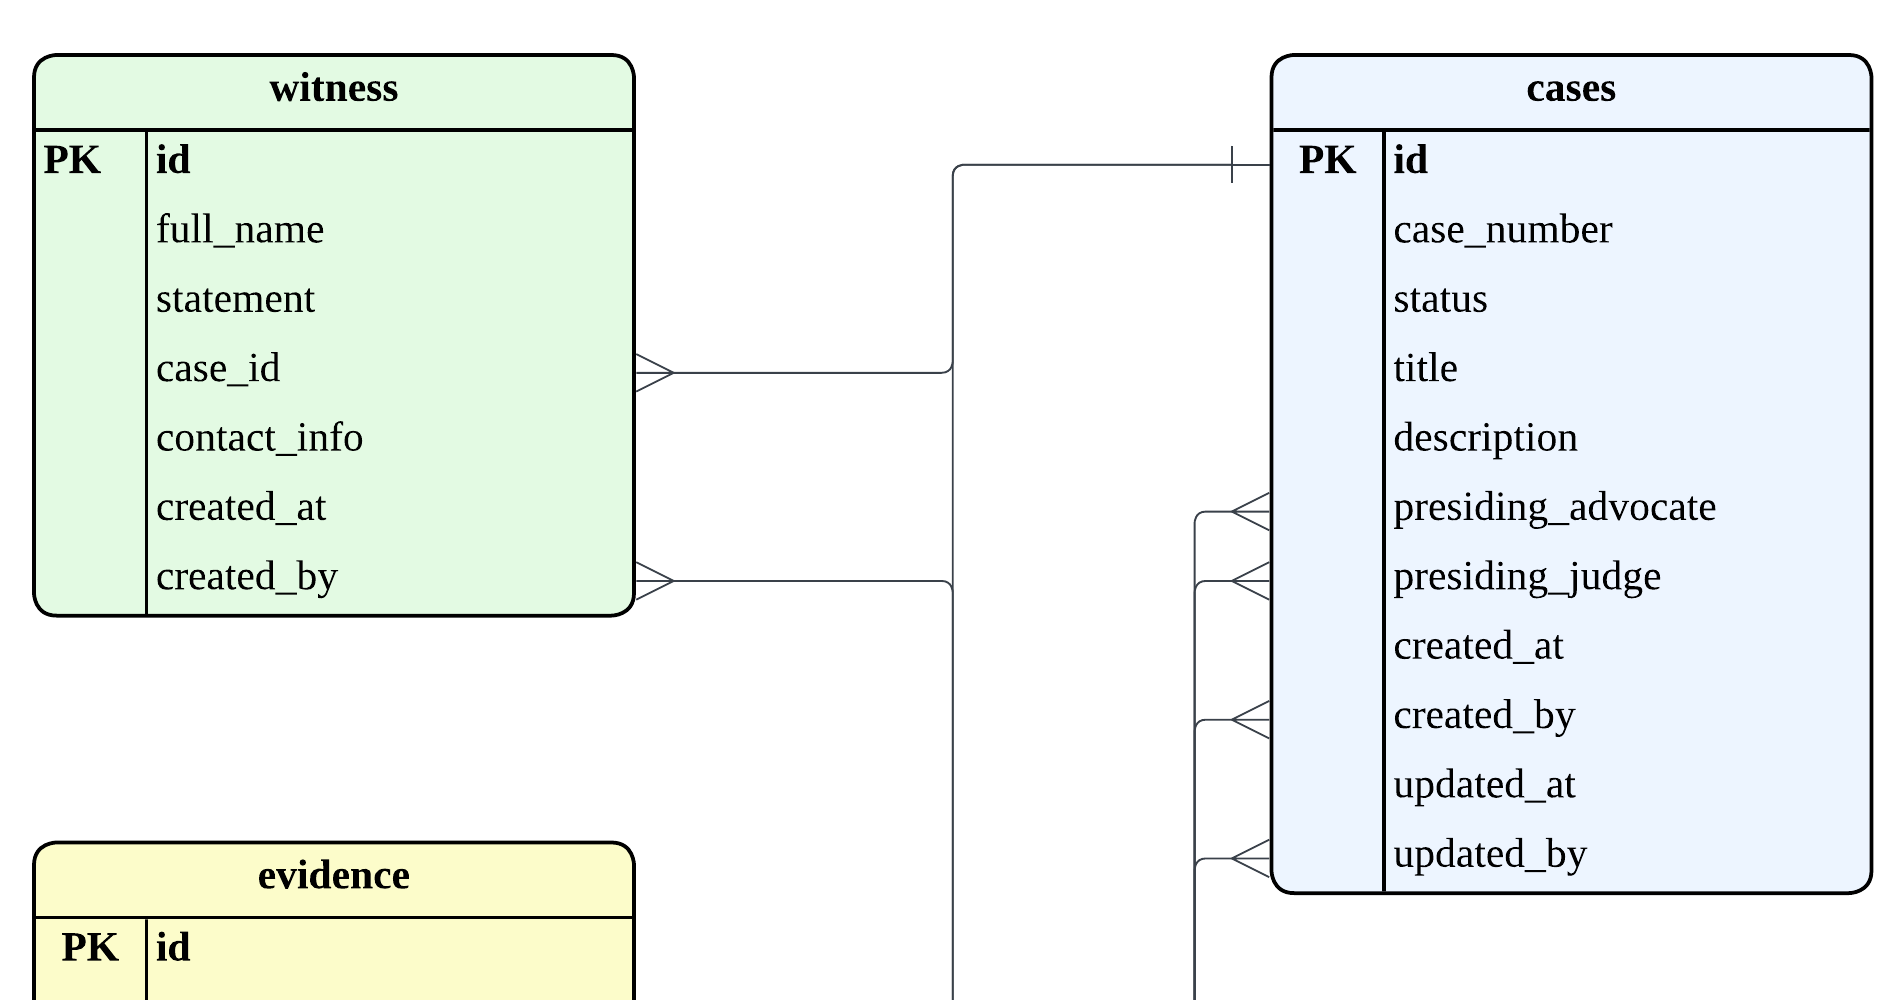 witness
PK id
full_name
statement
case_id
contact_info
created_at
created_by
cases
PK id
case_number
status
title
description
presiding_advocate
presiding_judge
created_at
created_by
updated_at
updated_by
evidence
PK id